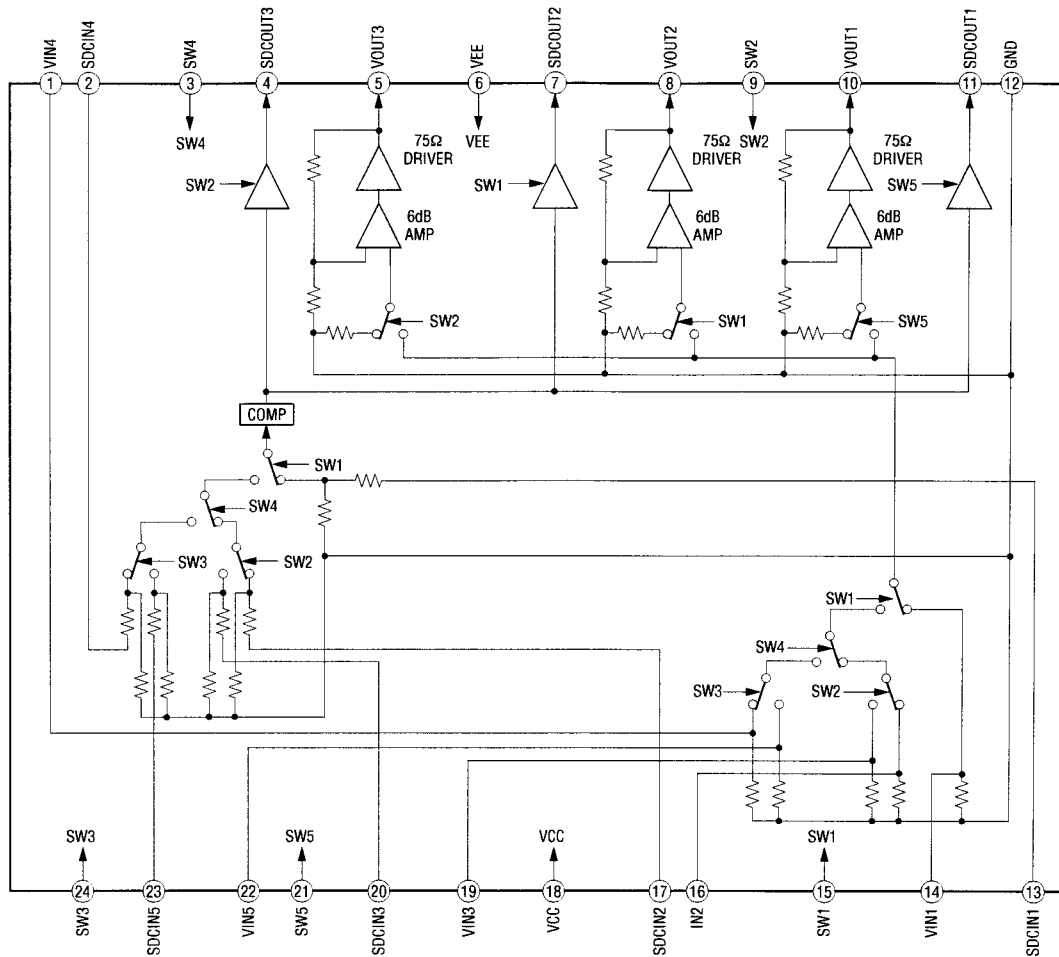 VIN4
SDCIN4
SW4
SDCOUT3
VOUT3
VEE
SDCOUT2
VOUT2
SW2
VOUT1
SDCOUT1
GND
1
2
3
4
5
6
7
8
9
10
11
12
SW4
VEE
SW2
75Ω
DRIVER
75Ω
DRIVER
75Ω
DRIVER
SW2
SW1
SW5
6dB
AMP
6dB
AMP
6dB
AMP
SW2
SW1
SW5
COMP
SW1
SW4
SW3
SW2
SW1
SW4
SW3
SW2
SW3
SW5
VCC
SW1
24
23
22
21
20
19
18
17
16
15
14
13
SW3
SDCIN5
VIN5
SW5
SDCIN3
VIN3
VCC
SDCIN2
IN2
SW1
VIN1
SDCIN1